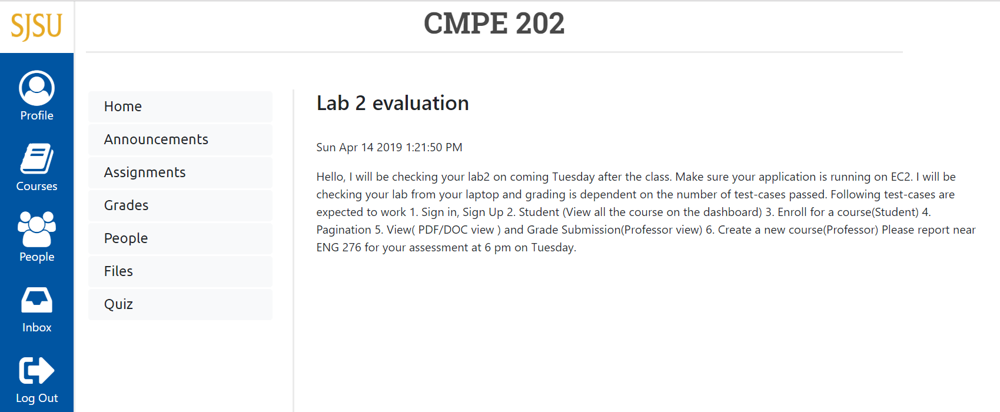 SJSU
CMPE 202
Profile
Courses
People
Inbox
Log Out
Home
Announcements
Assignments
Grades
People
Files
Quiz
Lab 2 evaluation
Sun Apr 14 2019 1:21:50 PM
Hello, I will be checking your lab2 on coming Tuesday after the class. Make sure your application is running on EC2. I will be
checking your lab from your laptop and grading is dependent on the number of test-cases passed. Following test-cases are
expected to work 1. Sign in, Sign Up 2. Student (View all the course on the dashboard) 3. Enroll for a course(Student) 4.
Pagination 5. View( PDF/DOC view ) and Grade Submission(Professor view) 6. Create a new course(Professor) Please report near
ENG 276 for your assessment at 6 pm on Tuesday.